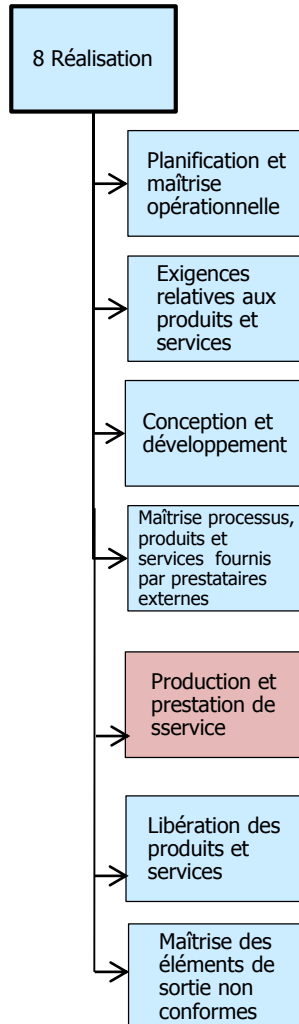 8 Réalisation
Planification et
maîtrise
opérationnelle
Exigences
relatives aux
produits et
services
Conception et
développement
Maîtrise processus,
produits et
services fournis
par prestataires
externes
Production et
prestation de
sservice
Libération des
produits et
services
Maîtrise des
éléments de
sortie non
conformes